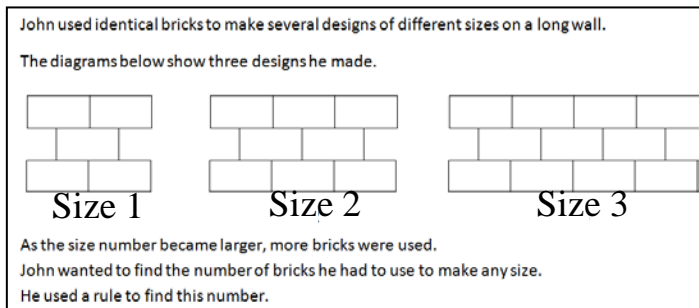 John used identical bricks to make several designs of different sizes on a long wall.
The diagrams below show three designs he made.
Size 1 Size 2 Size 3
As the size number became larger, more bricks were used.
John wanted to find the number of bricks he had to use to make any size.
He used a rule to find this number.